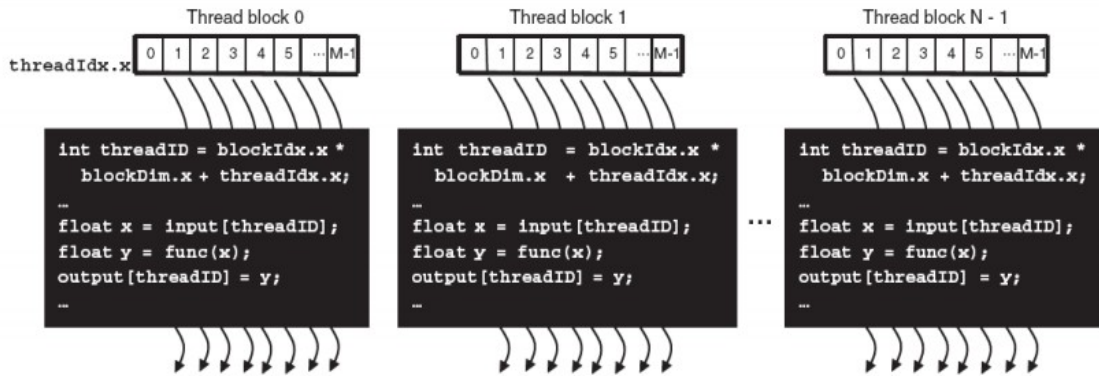 Thread block 0
threadIdx.x 0 1 2 3 4 5 ... M-1
int threadID = blockIdx.x *
blockDim.x + threadIdx.x;
…
float x = input[threadID];
float y = func(x);
output[threadID] = y;
…
Thread block 1
0 1 2 3 4 5 ... M-1
int threadID = blockIdx.x *
blockDim.x + threadIdx.x;
…
float x = input[threadID];
float y = func(x);
output[threadID] = y;
…
...
Thread block N - 1
0 1 2 3 4 5 ... M-1
int threadID = blockIdx.x *
blockDim.x + threadIdx.x;
…
float x = input[threadID];
float y = func(x);
output[threadID] = y;
…